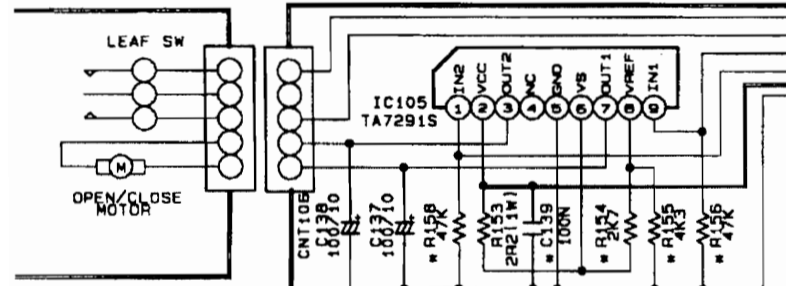 LEAF SW
OPEN/CLOSE
MOTOR
M
CNT106
IC105
TA7291S
IN2
VCC
OUT2
NC
GND
VS
OUT1
VREF
IN1
1
2
3
4
5
6
7
8
9
C138
100/10
C137
100/10
* R158
47K
R153
2R2(1W)
* C139
100N
* R154
2K7
* R155
4K3
* R156
47K